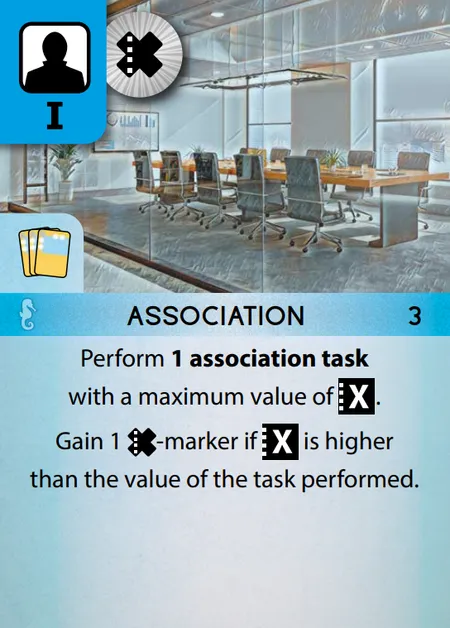 I
ASSOCIATION 3
Perform 1 association task
with a maximum value of X.
Gain 1 X-marker if X is higher
than the value of the task performed.